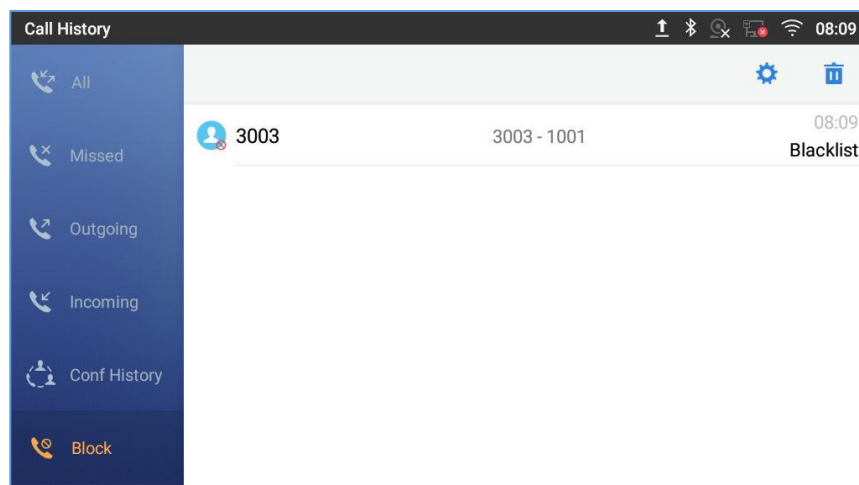 Call History
08:09
All
Missed
Outgoing
Incoming
Conf History
Block
3003
3003 - 1001
08:09
Blacklist